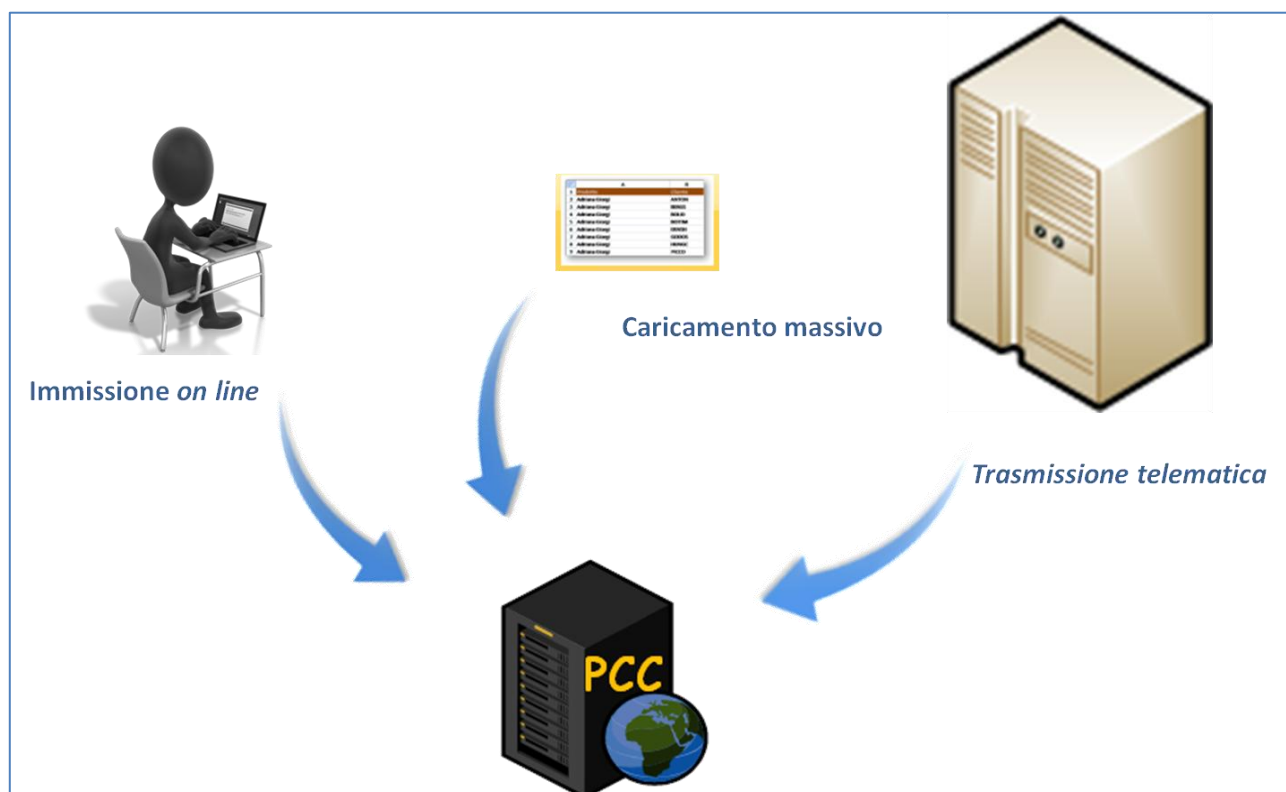 Caricamento massivo
Immissione on line
Trasmissione telematica
PCC